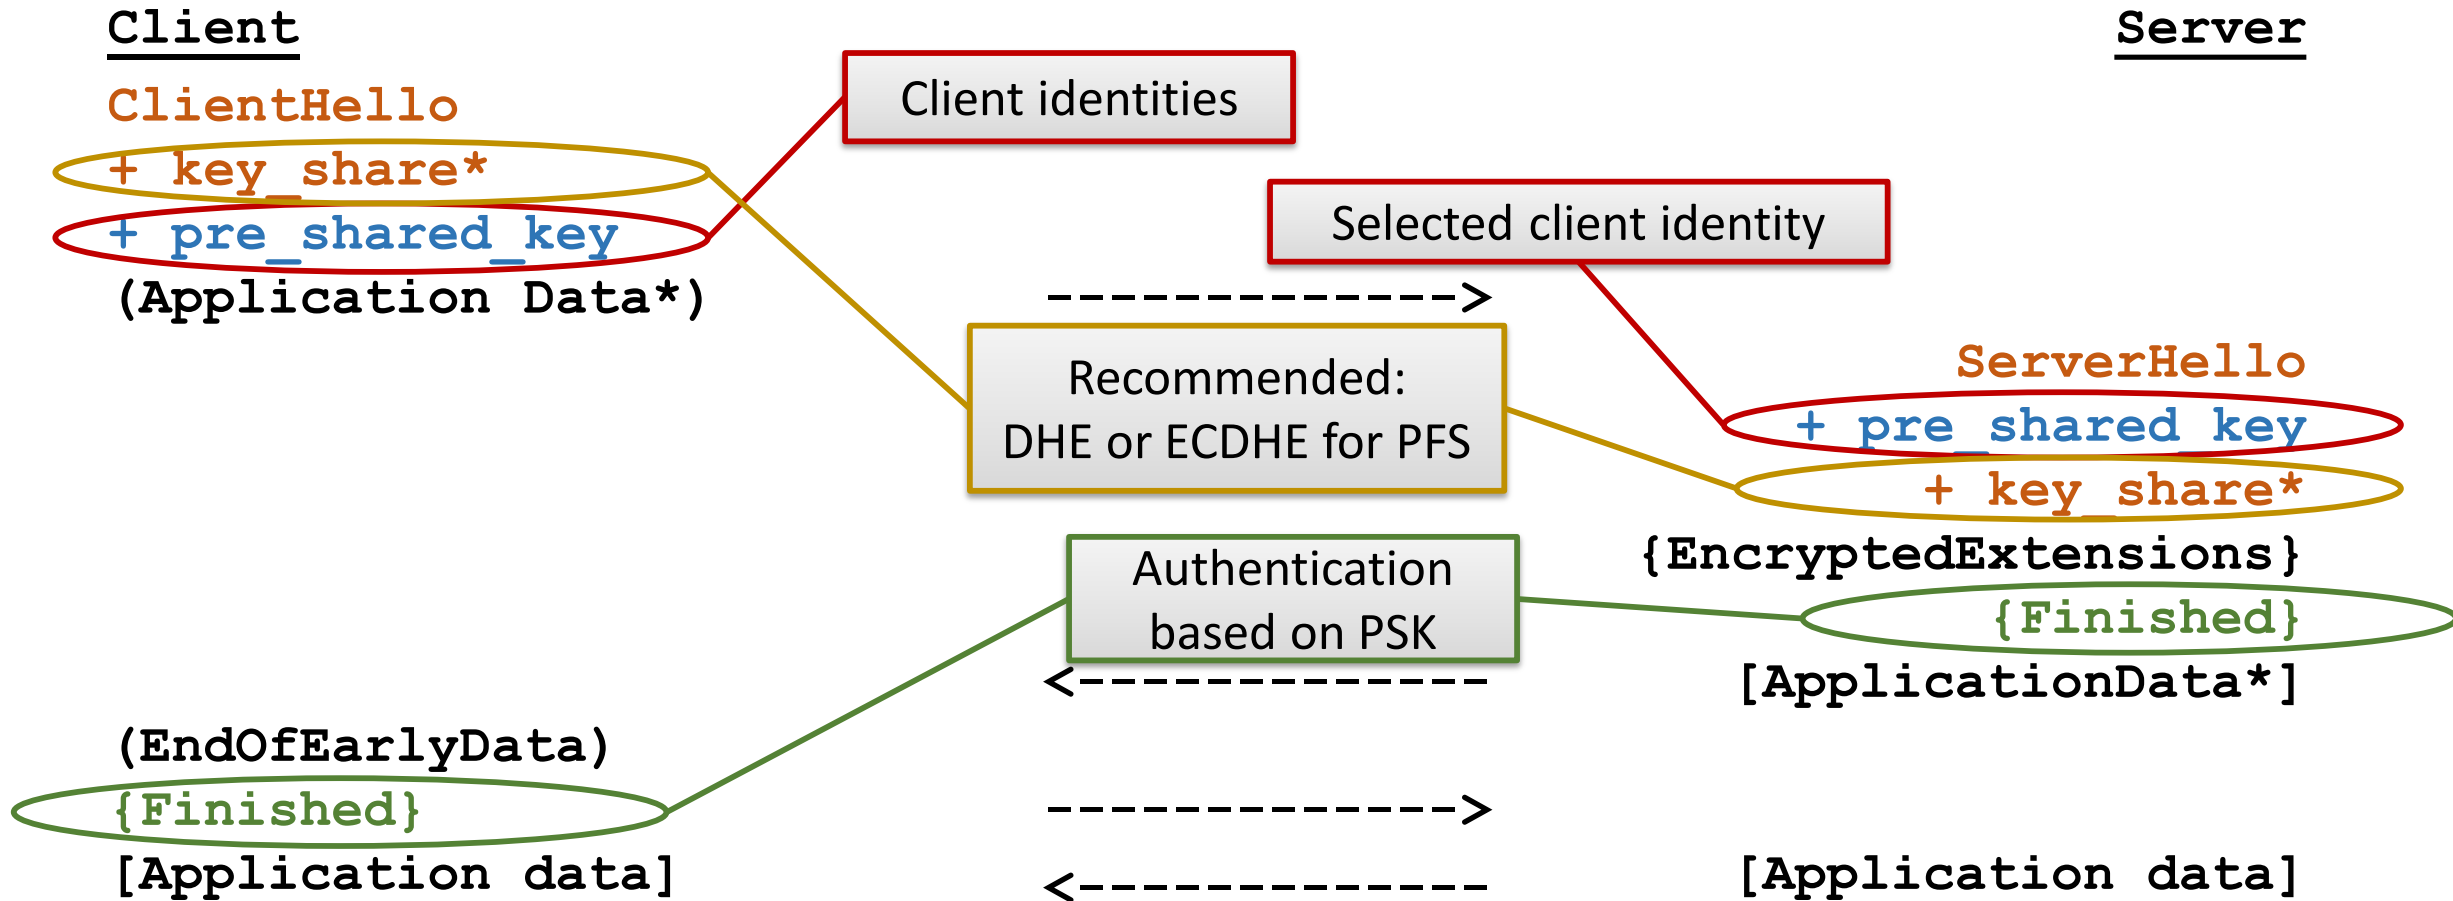 Client
Server
ClientHello
Client identities
+ key_share*
+ pre_shared_key
Selected client identity
(Application Data*)
---------------->
Recommended:
DHE or ECDHE for PFS
ServerHello
+ pre_shared_key
+ key_share*
{EncryptedExtensions}
Authentication
based on PSK
{Finished}
<----------------
[ApplicationData*]
(EndOfEarlyData)
{Finished}
---------------->
[Application data]
<----------------
[Application data]